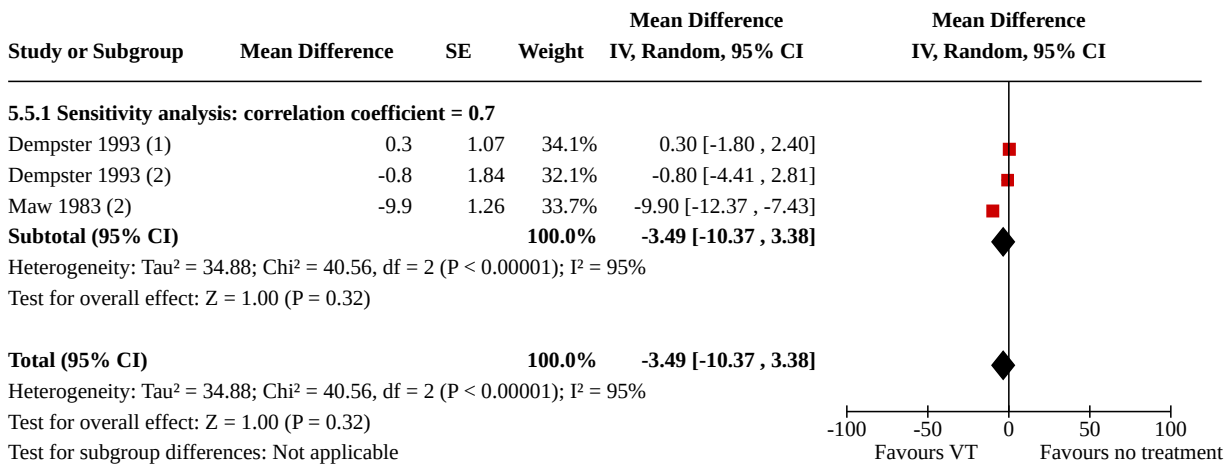 Mean Difference Mean Difference
Study or Subgroup Mean Difference SE Weight IV, Random, 95% CI IV, Random, 95% CI
5.5.1 Sensitivity analysis: correlation coefficient = 0.7
Dempster 1993 (1) 0.3 1.07 34.1% 0.30 [-1.80 , 2.40]
Dempster 1993 (2) -0.8 1.84 32.1% -0.80 [-4.41 , 2.81]
Maw 1983 (2) -9.9 1.26 33.7% -9.90 [-12.37 , -7.43]
Subtotal (95% CI) 100.0% -3.49 [-10.37 , 3.38]
Heterogeneity: Tau² = 34.88; Chi² = 40.56, df = 2 (P < 0.00001); I² = 95%
Test for overall effect: Z = 1.00 (P = 0.32)
Total (95% CI) 100.0% -3.49 [-10.37 , 3.38]
Heterogeneity: Tau² = 34.88; Chi² = 40.56, df = 2 (P < 0.00001); I² = 95%
Test for overall effect: Z = 1.00 (P = 0.32) -100 -50 0 50 100
Test for subgroup differences: Not applicable Favours VT Favours no treatment